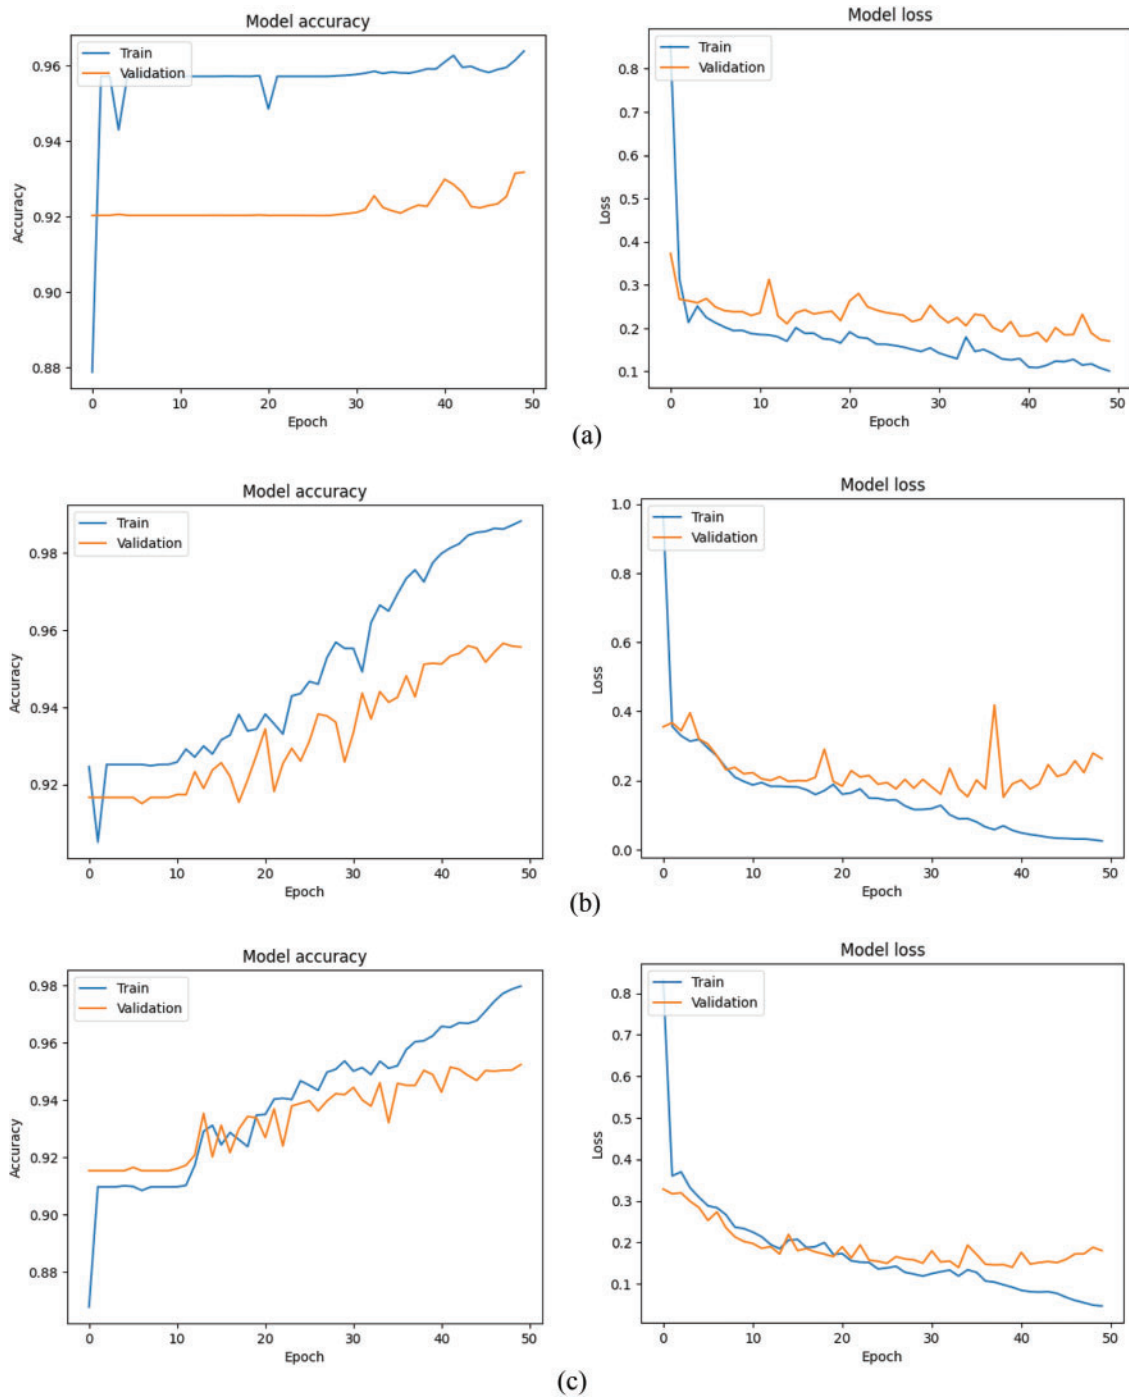 Model accuracy
Train
Validation
0.96
0.94
0.92
0.90
0.88
Accuracy
0 10 20 30 40 50
Epoch
Model loss
Train
Validation
0.8
0.7
0.6
0.5
0.4
0.3
0.2
0.1
Loss
0 10 20 30 40 50
Epoch
(a)
Model accuracy
Train
Validation
0.98
0.96
0.94
0.92
Accuracy
0 10 20 30 40 50
Epoch
Model loss
Train
Validation
1.0
0.8
0.6
0.4
0.2
0.0
Loss
0 10 20 30 40 50
Epoch
(b)
Model accuracy
Train
Validation
0.98
0.96
0.94
0.92
0.90
0.88
Accuracy
0 10 20 30 40 50
Epoch
Model loss
Train
Validation
0.8
0.7
0.6
0.5
0.4
0.3
0.2
0.1
Loss
0 10 20 30 40 50
Epoch
(c)